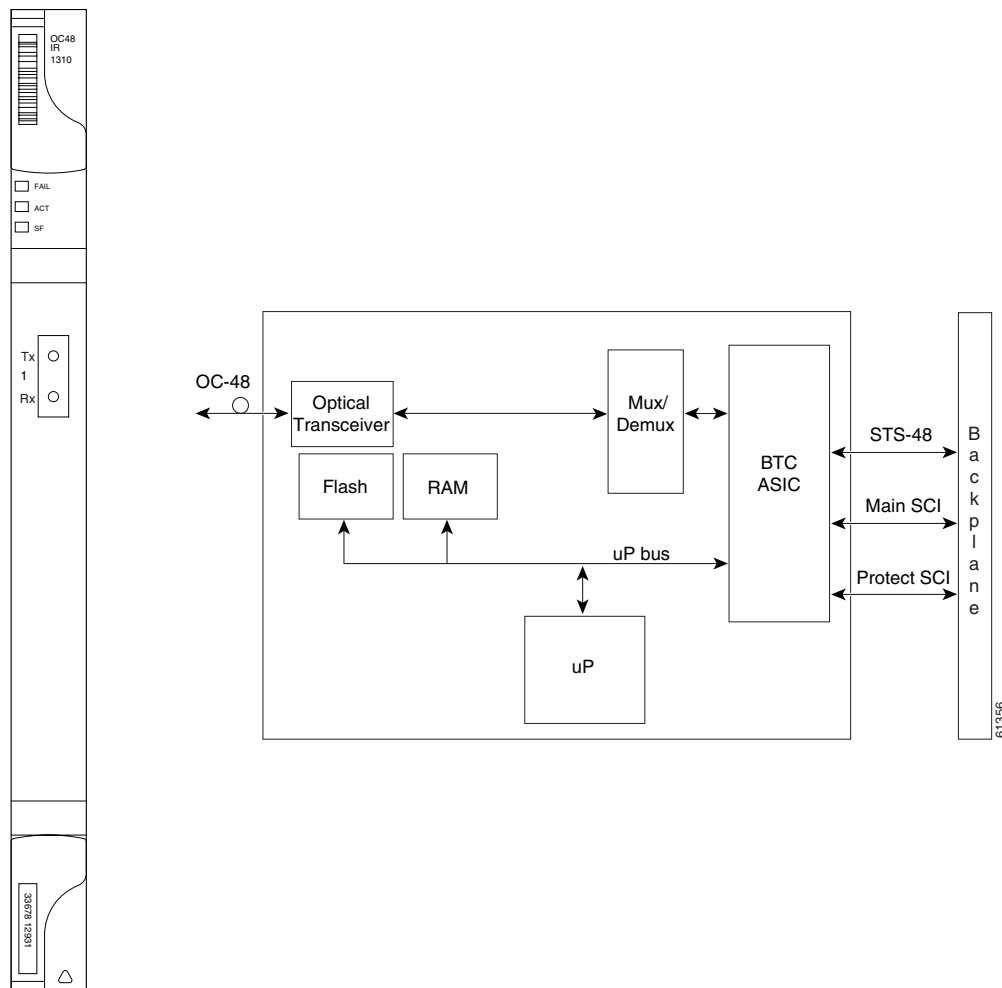 OC48
IR
1310
FAIL
ACT
SF
Tx
1
Rx
33678 12931
OC-48
Optical
Transceiver
Mux/
Demux
BTC
ASIC
Flash
RAM
uP bus
uP
STS-48
Main SCI
Protect SCI
Backplane
61356